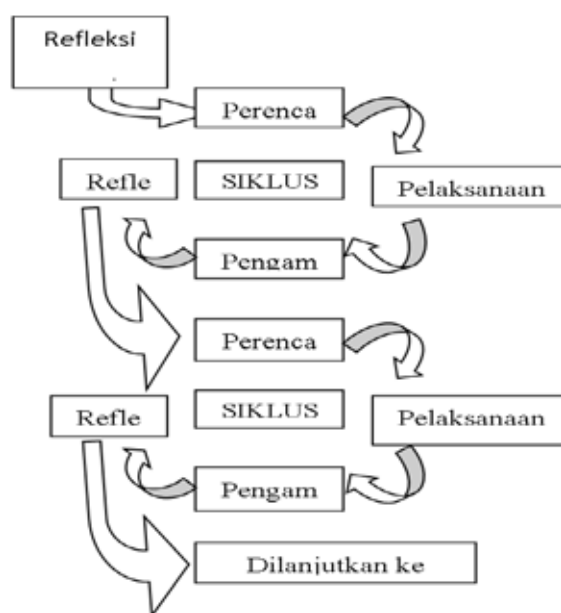 Refleksi
Perenca
Refle
SIKLUS
Pelaksanaan
Pengam
Perenca
Refle
SIKLUS
Pelaksanaan
Pengam
Dilanjutkan ke